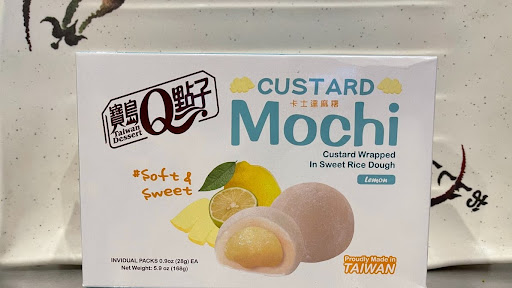 寶島Q點子
Taiwan
Dessert
CUSTARD
卡士達麻糬
Mochi
Custard Wrapped
In Sweet Rice Dough
Lemon
#Soft &
Sweet
INVIDUAL PACKS 0.9oz (28g) EA
Net Weight: 5.9 oz (168g)
Proudly Made in
TAIWAN